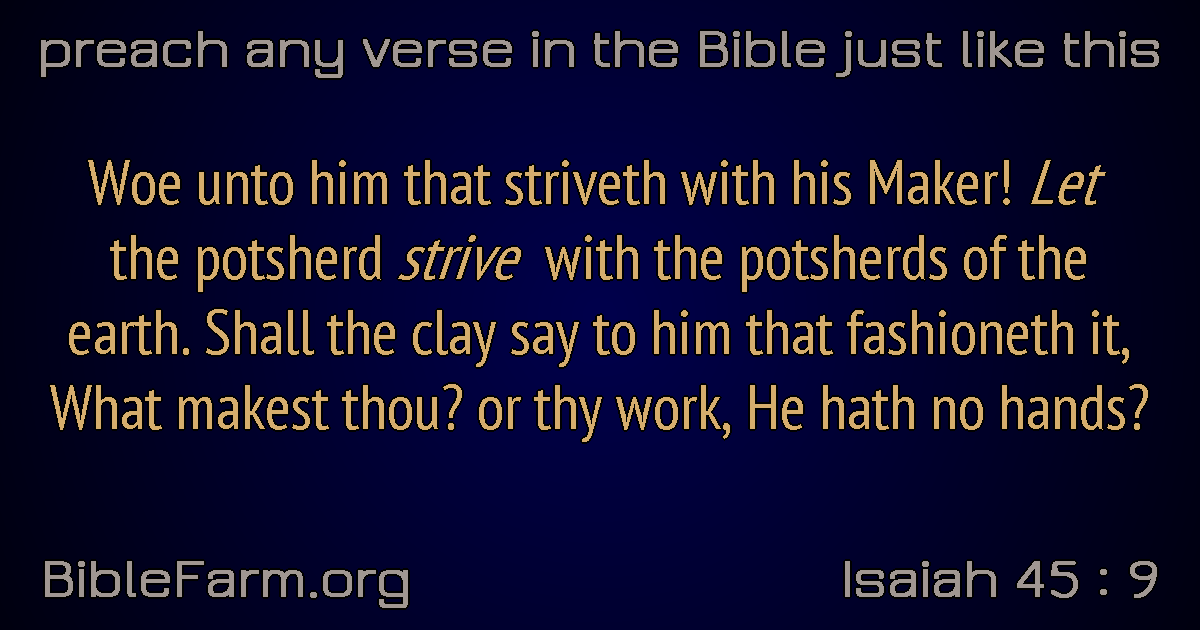 preach any verse in the Bible just like this
Woe unto him that striveth with his Maker! Let
the potsherd strive with the potsherds of the
earth. Shall the clay say to him that fashioneth it,
What makest thou? or thy work, He hath no hands?
BibleFarm.org
Isaiah 45 : 9